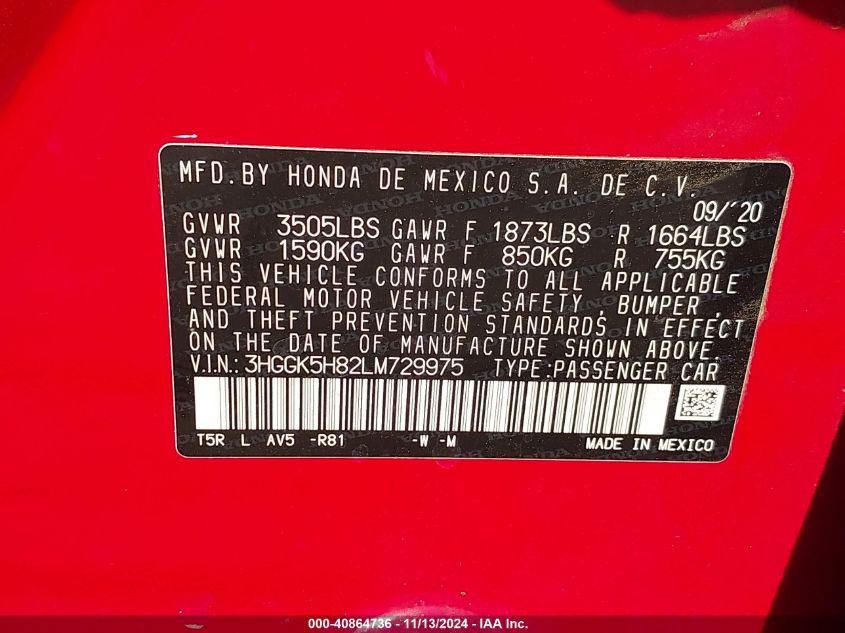 MFD. BY HONDA DE MEXICO S.A. DE C.V.
09/'20
GVWR 3505LBS GAWR F 1873LBS R 1664LBS
GVWR 1590KG GAWR F 850KG R 755KG
THIS VEHICLE CONFORMS TO ALL APPLICABLE
FEDERAL MOTOR VEHICLE SAFETY, BUMPER,
AND THEFT PREVENTION STANDARDS IN EFFECT
ON THE DATE OF MANUFACTURE SHOWN ABOVE.
V.I.N.: 3HGGK5H82LM729975 TYPE:PASSENGER CAR
T5R L AV5 -R81 -W -M MADE IN MEXICO
000-40864736 - 11/13/2024 - IAA Inc.